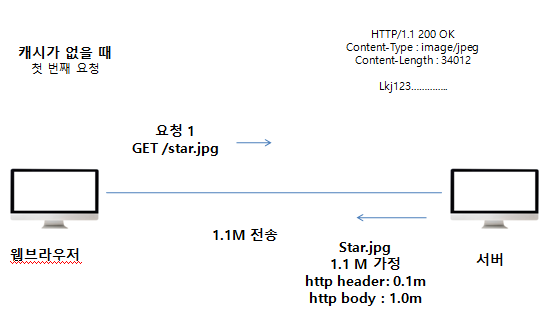 캐시가 없을 때
첫 번째 요청
HTTP/1.1 200 OK
Content-Type : image/jpeg
Content-Length : 34012
Lkj123..............
요청 1
GET /star.jpg
1.1M 전송
웹브라우저
Star.jpg
1.1 M 가정
http header: 0.1m
http body : 1.0m
서버